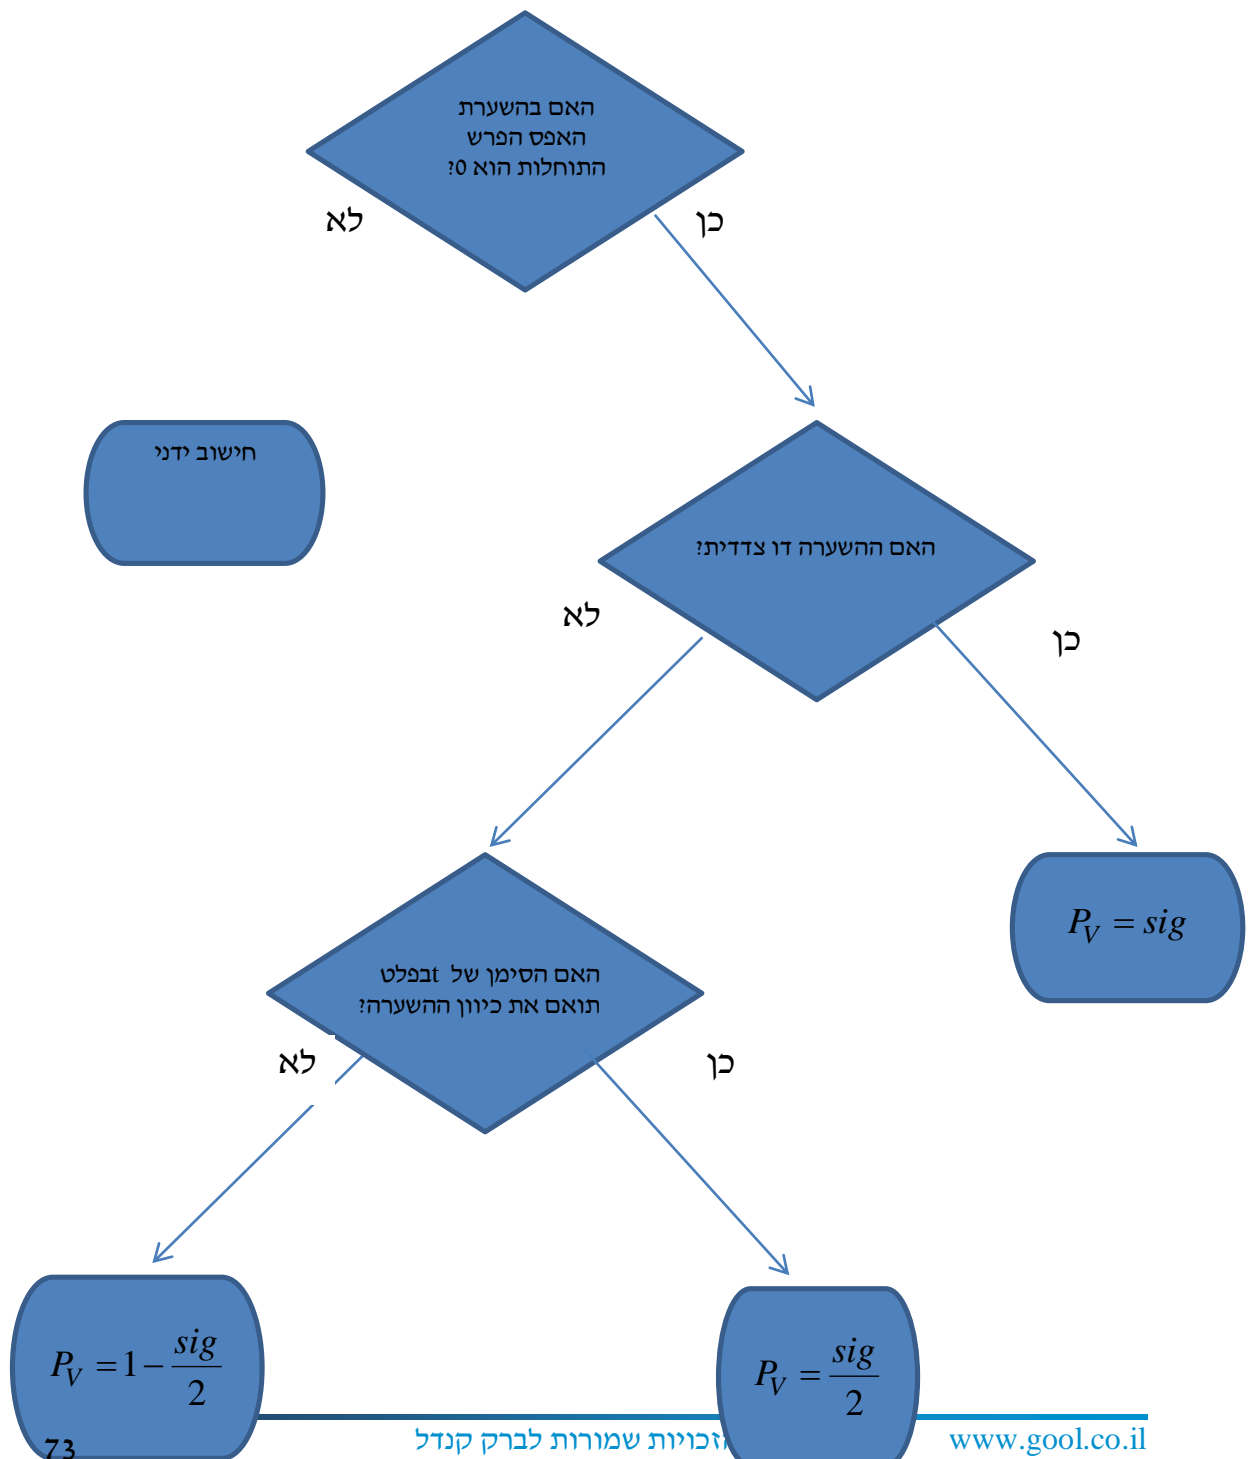 האם בהשערת
האפס הפרש
התוחלות הוא 0?
לא
כן
חישוב ידני
האם ההשערה דו צדדית?
לא
כן
P_V = sig
האם הסימן של tבפלט
תואם את כיוון ההשערה?
לא
כן
P_V = 1 - sig/2
P_V = sig/2
73
זכויות שמורות לברק קנדל
www.gool.co.il